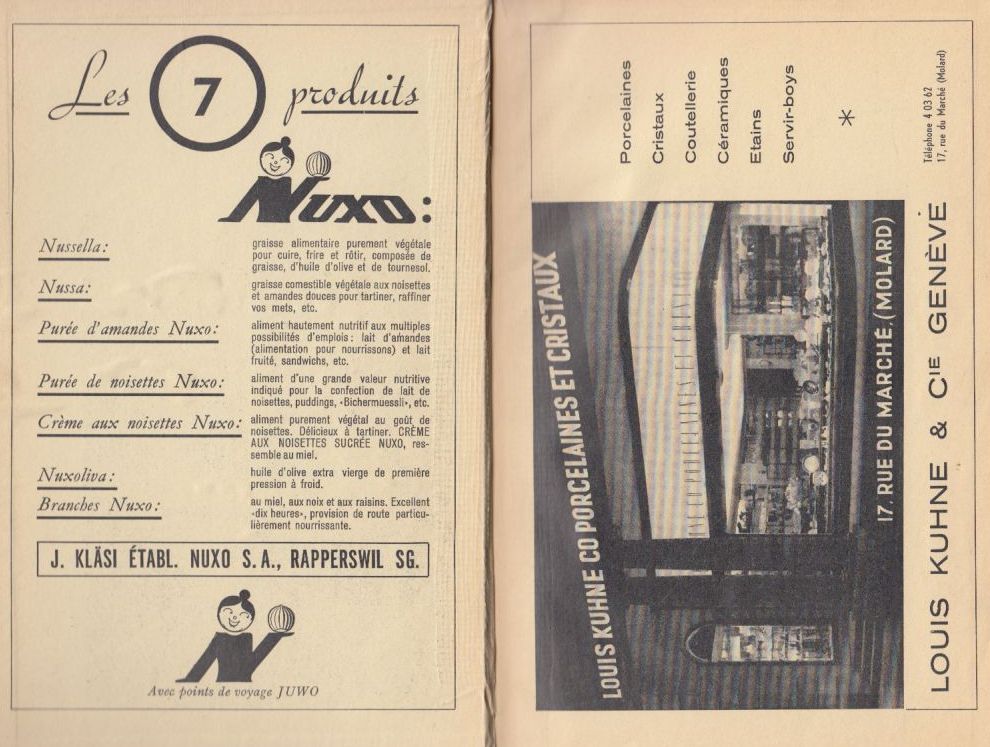 Les 7 produits
NUXO:
Nussella:
graisse alimentaire purement végétale
pour cuire, frire et rôtir, composée de
graisse, d'huile d'olive et de tournesol.
Nussa:
graisse comestible végétale aux noisettes
et amandes douces pour tartiner, raffiner
vos mets, etc.
Purée d'amandes Nuxo:
aliment hautement nutritif aux multiples
possibilités d'emplois: lait d'amandes
(alimentation pour nourrissons) et lait
fruité, sandwichs, etc.
Purée de noisettes Nuxo:
aliment d'une grande valeur nutritive
indiqué pour la confection de lait de
noisettes, puddings, «Bichermuessli», etc.
Crème aux noisettes Nuxo:
aliment purement végétal au goût de
noisettes. Délicieux à tartiner. CRÈME
AUX NOISETTES SUCRÉE NUXO, res-
semble au miel.
Nuxoliva:
huile d'olive extra vierge de première
pression à froid.
Branches Nuxo:
au miel, aux noix et aux raisins. Excellent
«dix heures», provision de route particu-
lièrement nourrissante.
J. KLÄSI ÉTABL. NUXO S.A., RAPPERSWIL SG.
N
Avec points de voyage JUWO
Porcelaines
Cristaux
Coutellerie
Céramiques
Etains
Servir-boys
*
Téléphone 4 03 62
17, rue du Marché (Molard)
LOUIS KUHNE CO PORCELAINES ET CRISTAUX
17. RUE DU MARCHÉ.(MOLARD)
LOUIS KUHNE & CIE GENÈVE